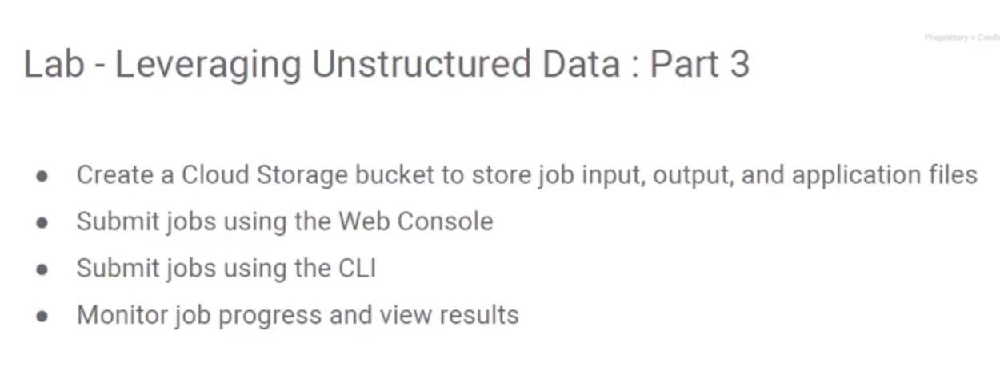 Proprietary + Confi
Lab - Leveraging Unstructured Data : Part 3
● Create a Cloud Storage bucket to store job input, output, and application files
● Submit jobs using the Web Console
● Submit jobs using the CLI
● Monitor job progress and view results